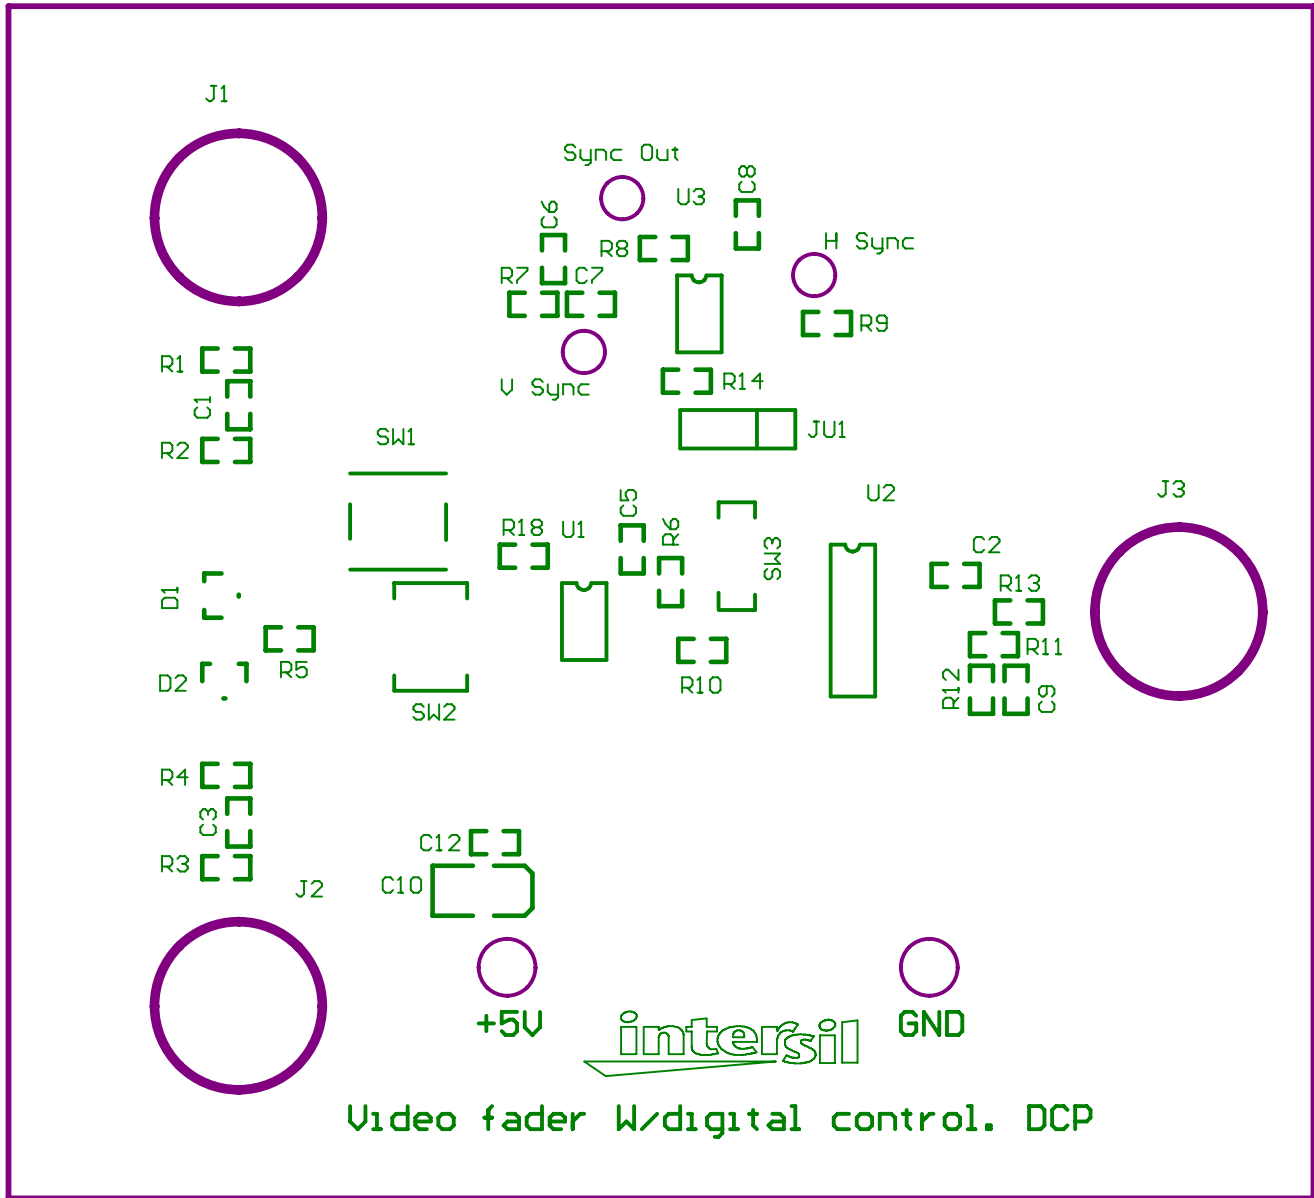 J1
Sync Out
C8
U3
C6
H Sync
R8
R7
C7
R9
R1
V Sync
R14
C1
JU1
SW1
R2
J3
U2
C5
R18
U1
R6
SW3
C2
R13
D1
R11
R5
D2
R10
R12
C9
SW2
R4
C3
C12
R3
C10
J2
+5V
GND
intersil
Video fader W/digital control. DCP